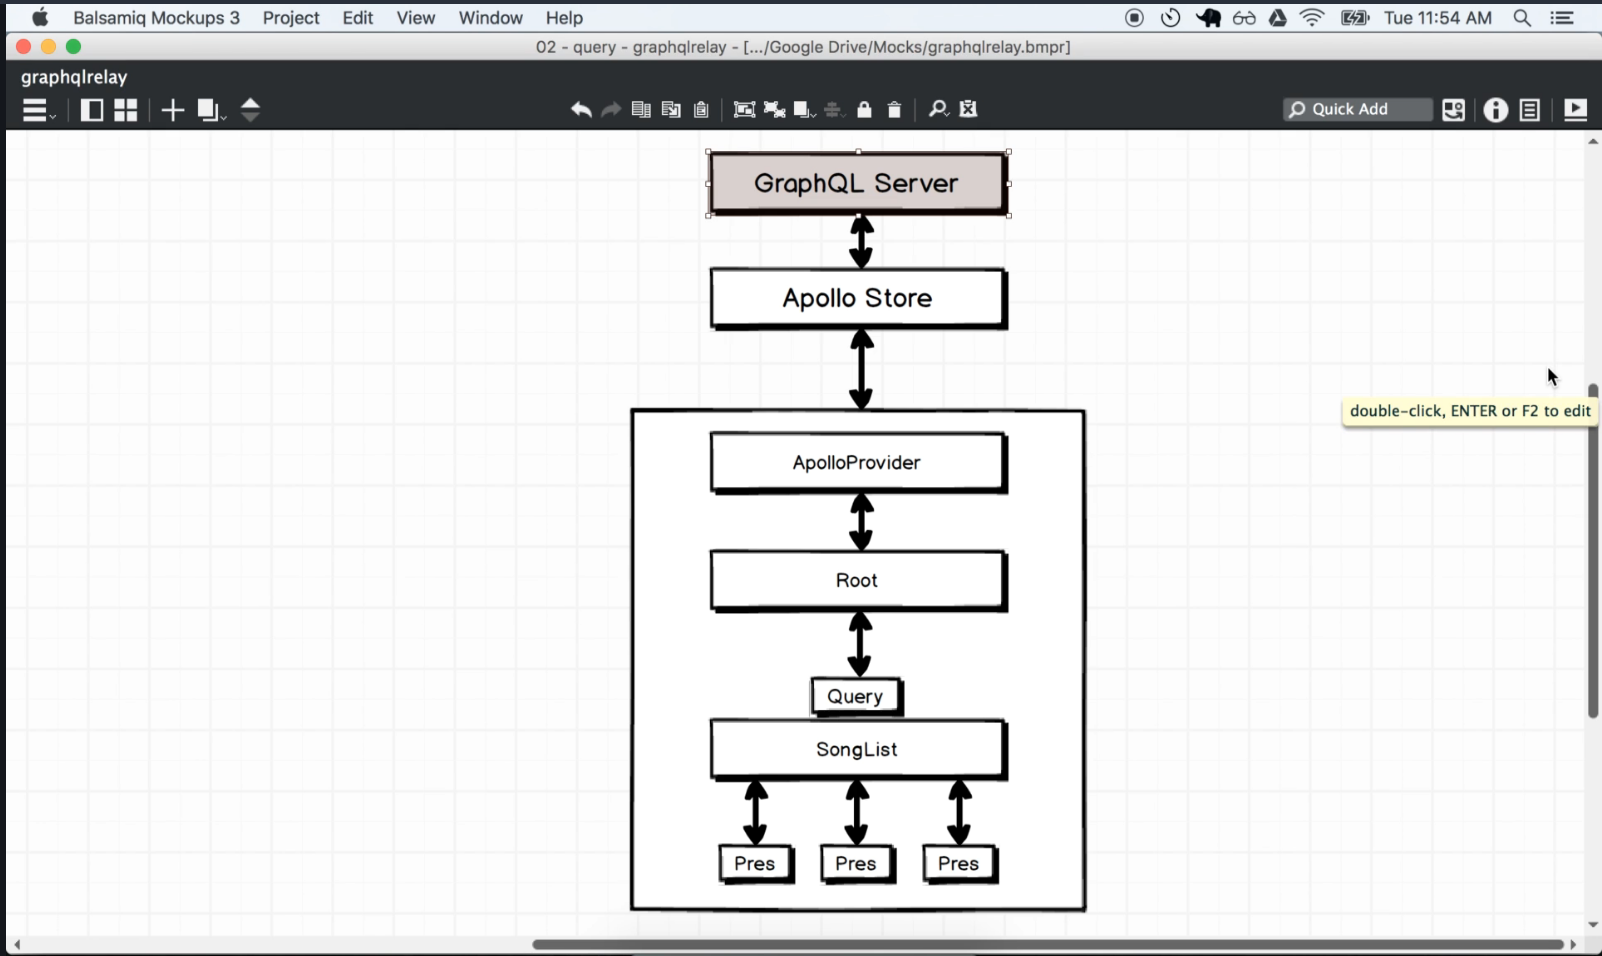 Balsamiq Mockups 3 Project Edit View Window Help Tue 11:54 AM
02 - query - graphqlrelay - [.../Google Drive/Mocks/graphqlrelay.bmpr]
graphqlrelay
Quick Add
GraphQL Server
Apollo Store
double-click, ENTER or F2 to edit
ApolloProvider
Root
Query
SongList
Pres Pres Pres